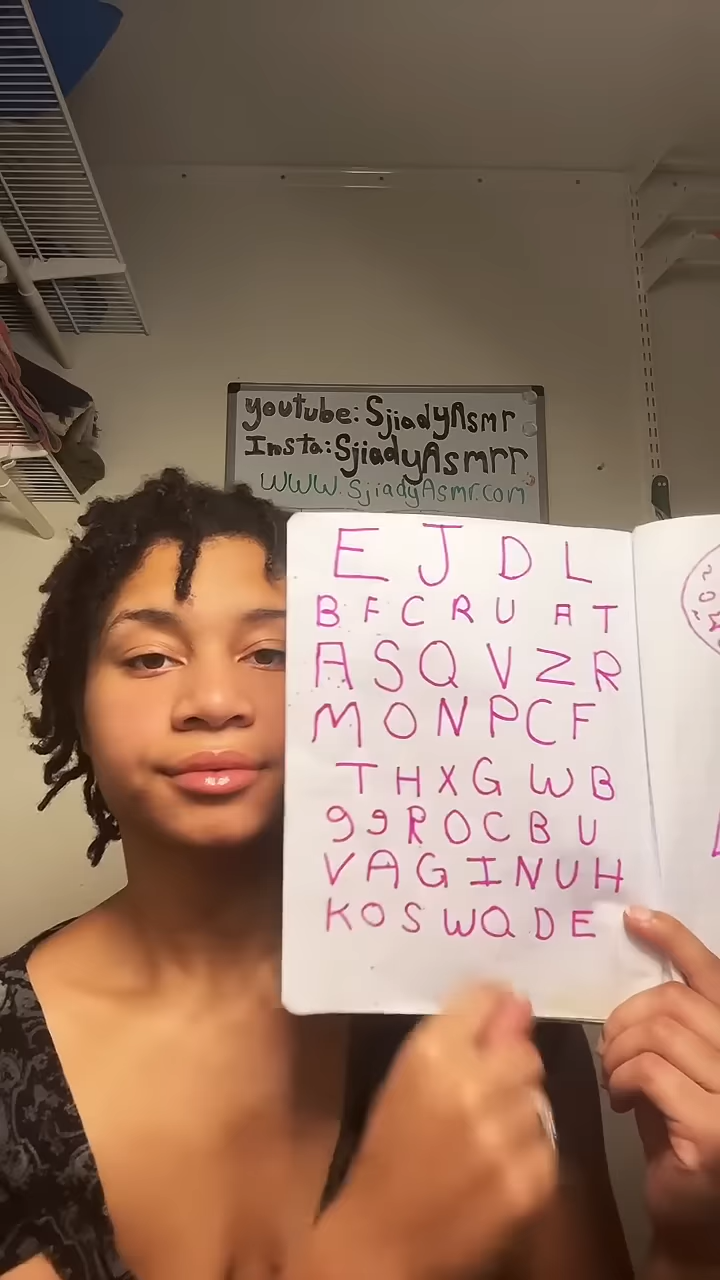 youtube: SjiadyAsmr
Insta: SjiadyAsmrr
WWW.SjiadyAsmr.com
E J D L
B F C R U A T
A S Q V Z R
M O N P C F
T H X G W B
9 9 R O C B U
V A G I N U H
K O S W Q D E